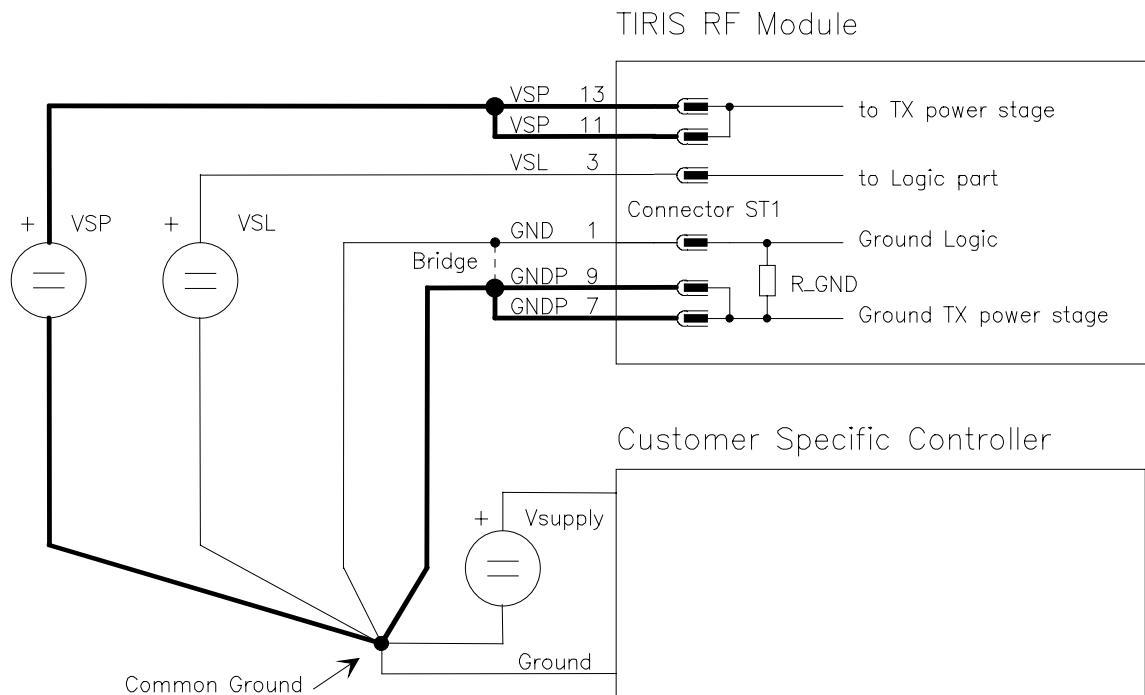 TIRIS RF Module
VSP 13
to TX power stage
VSP 11
VSL 3
to Logic part
Connector ST1
+ VSP
+ VSL
GND 1
Ground Logic
Bridge
GNDP 9
R_GND
GNDP 7
Ground TX power stage
Customer Specific Controller
+ Vsupply
Ground
Common Ground